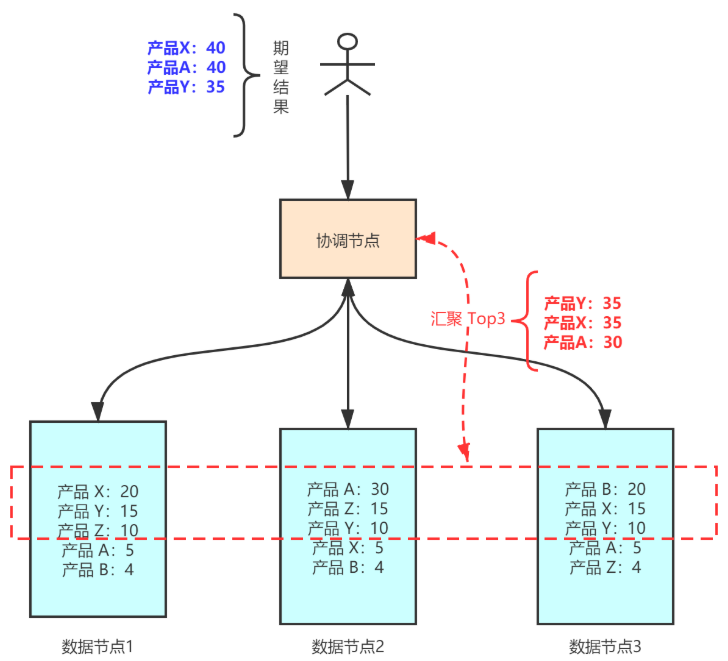 产品X：40
产品A：40
产品Y：35
期
望
结
果
协调节点
汇聚 Top3
产品Y：35
产品X：35
产品A：30
产品 X：20
产品 Y：15
产品 Z：10
产品 A：5
产品 B：4
产品 A：30
产品 Z：15
产品 Y：10
产品 X：5
产品 B：4
产品 B：20
产品 X：15
产品 Y：10
产品 A：5
产品 Z：4
数据节点1
数据节点2
数据节点3